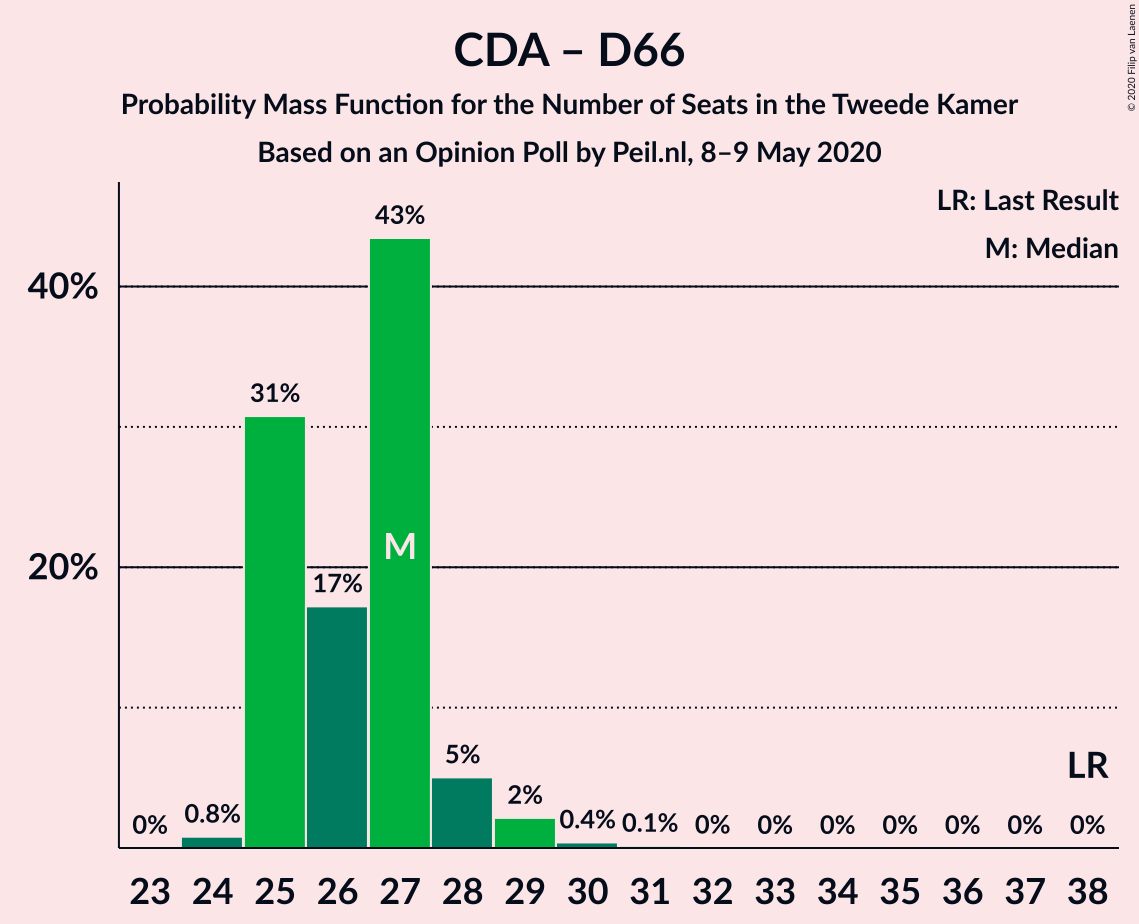 CDA – D66
Probability Mass Function for the Number of Seats in the Tweede Kamer
Based on an Opinion Poll by Peil.nl, 8–9 May 2020
© 2020 Filip van Laenen
LR: Last Result
M: Median
40%
20%
0%
0.8%
31%
17%
43%
M
5%
2%
0.4%
0.1%
0%
0%
0%
0%
0%
0%
0%
LR
23 24 25 26 27 28 29 30 31 32 33 34 35 36 37 38